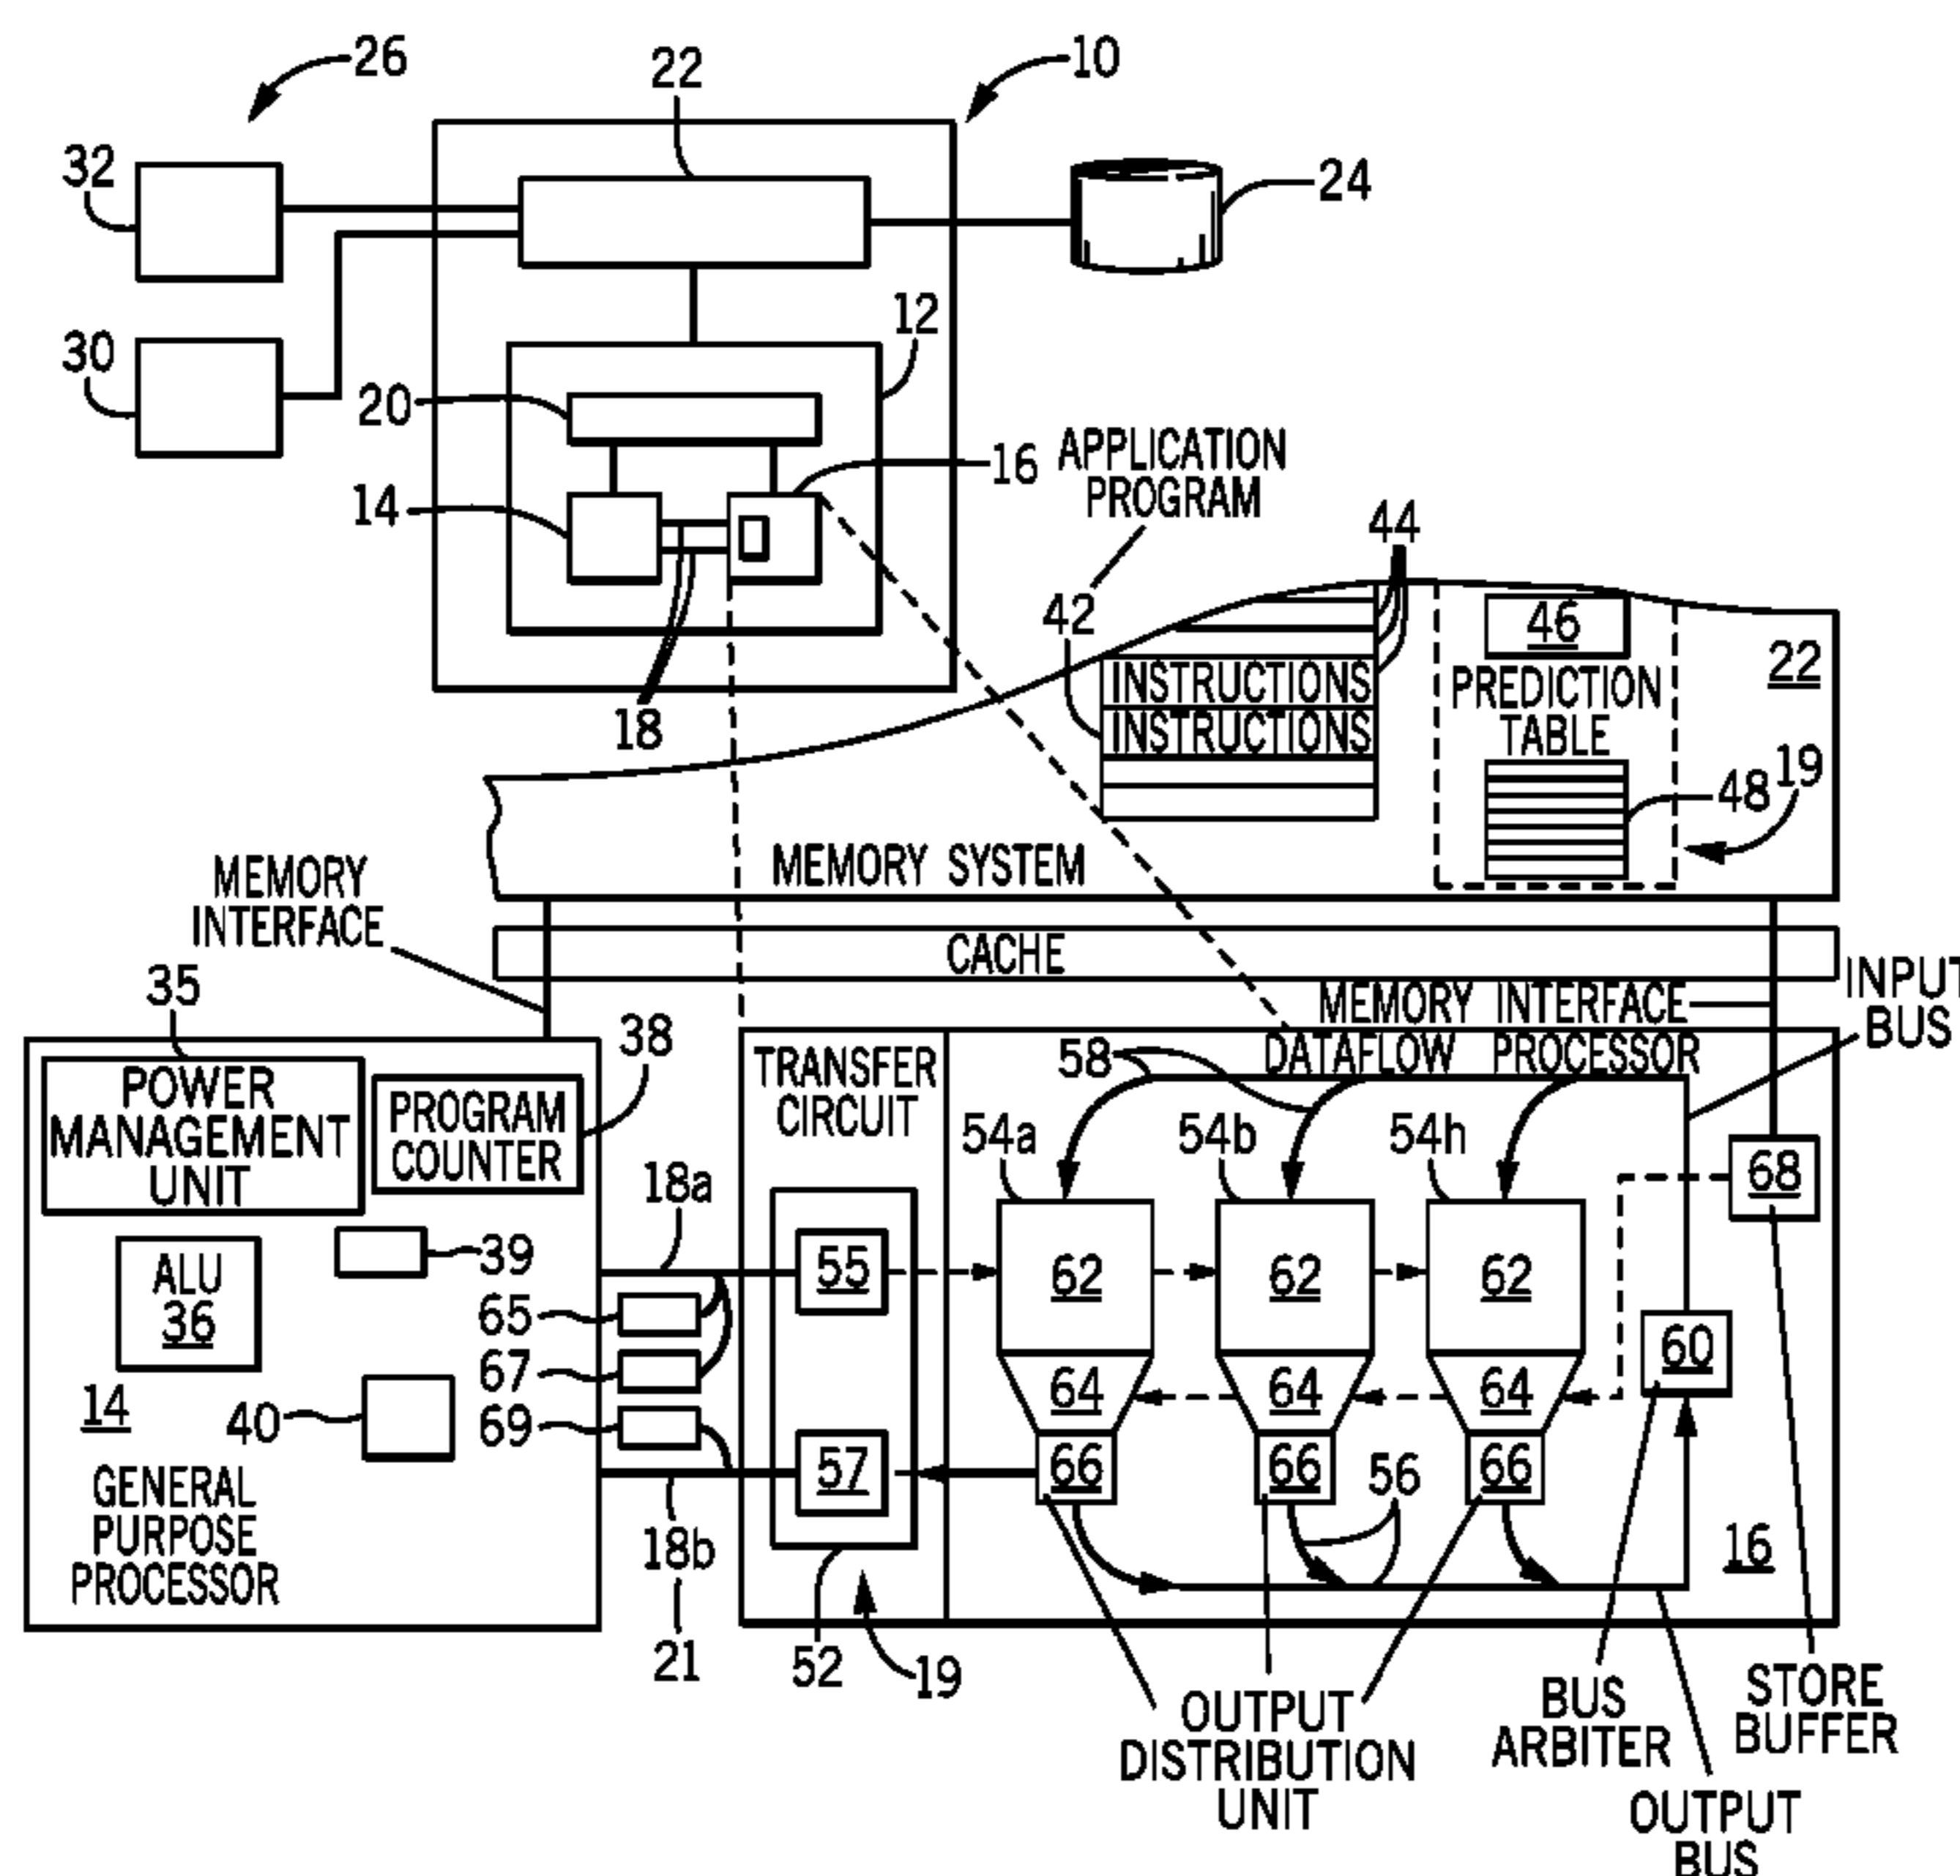 26
22
10
32
24
30
12
20
16
14
18
APPLICATION
PROGRAM
44
42
INSTRUCTIONS
INSTRUCTIONS
46
PREDICTION
TABLE
22
48
19
MEMORY SYSTEM
MEMORY
INTERFACE
CACHE
MEMORY INTERFACE
INPUT
BUS
35
POWER
MANAGEMENT
UNIT
PROGRAM
COUNTER
38
TRANSFER
CIRCUIT
DATAFLOW PROCESSOR
58
54a
54b
54h
68
18a
39
ALU
36
65
67
69
55
62
62
62
60
14
40
64
64
64
57
66
66
66
56
GENERAL
PURPOSE
PROCESSOR
18b
21
52
19
16
OUTPUT
DISTRIBUTION
UNIT
BUS
ARBITER
STORE
BUFFER
OUTPUT
BUS